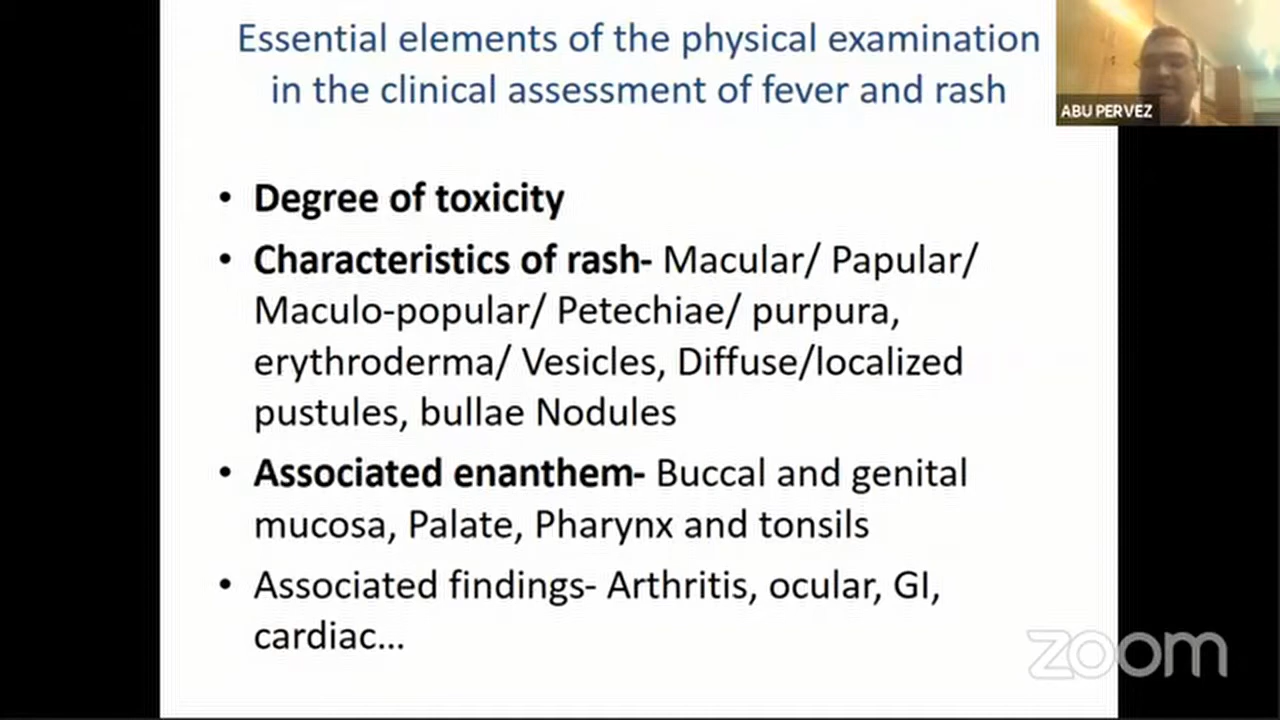 Essential elements of the physical examination
in the clinical assessment of fever and rash
ABU PERVEZ
• Degree of toxicity
• Characteristics of rash- Macular/ Papular/
Maculo-popular/ Petechiae/ purpura,
erythroderma/ Vesicles, Diffuse/localized
pustules, bullae Nodules
• Associated enanthem- Buccal and genital
mucosa, Palate, Pharynx and tonsils
• Associated findings- Arthritis, ocular, GI,
cardiac...
zoom